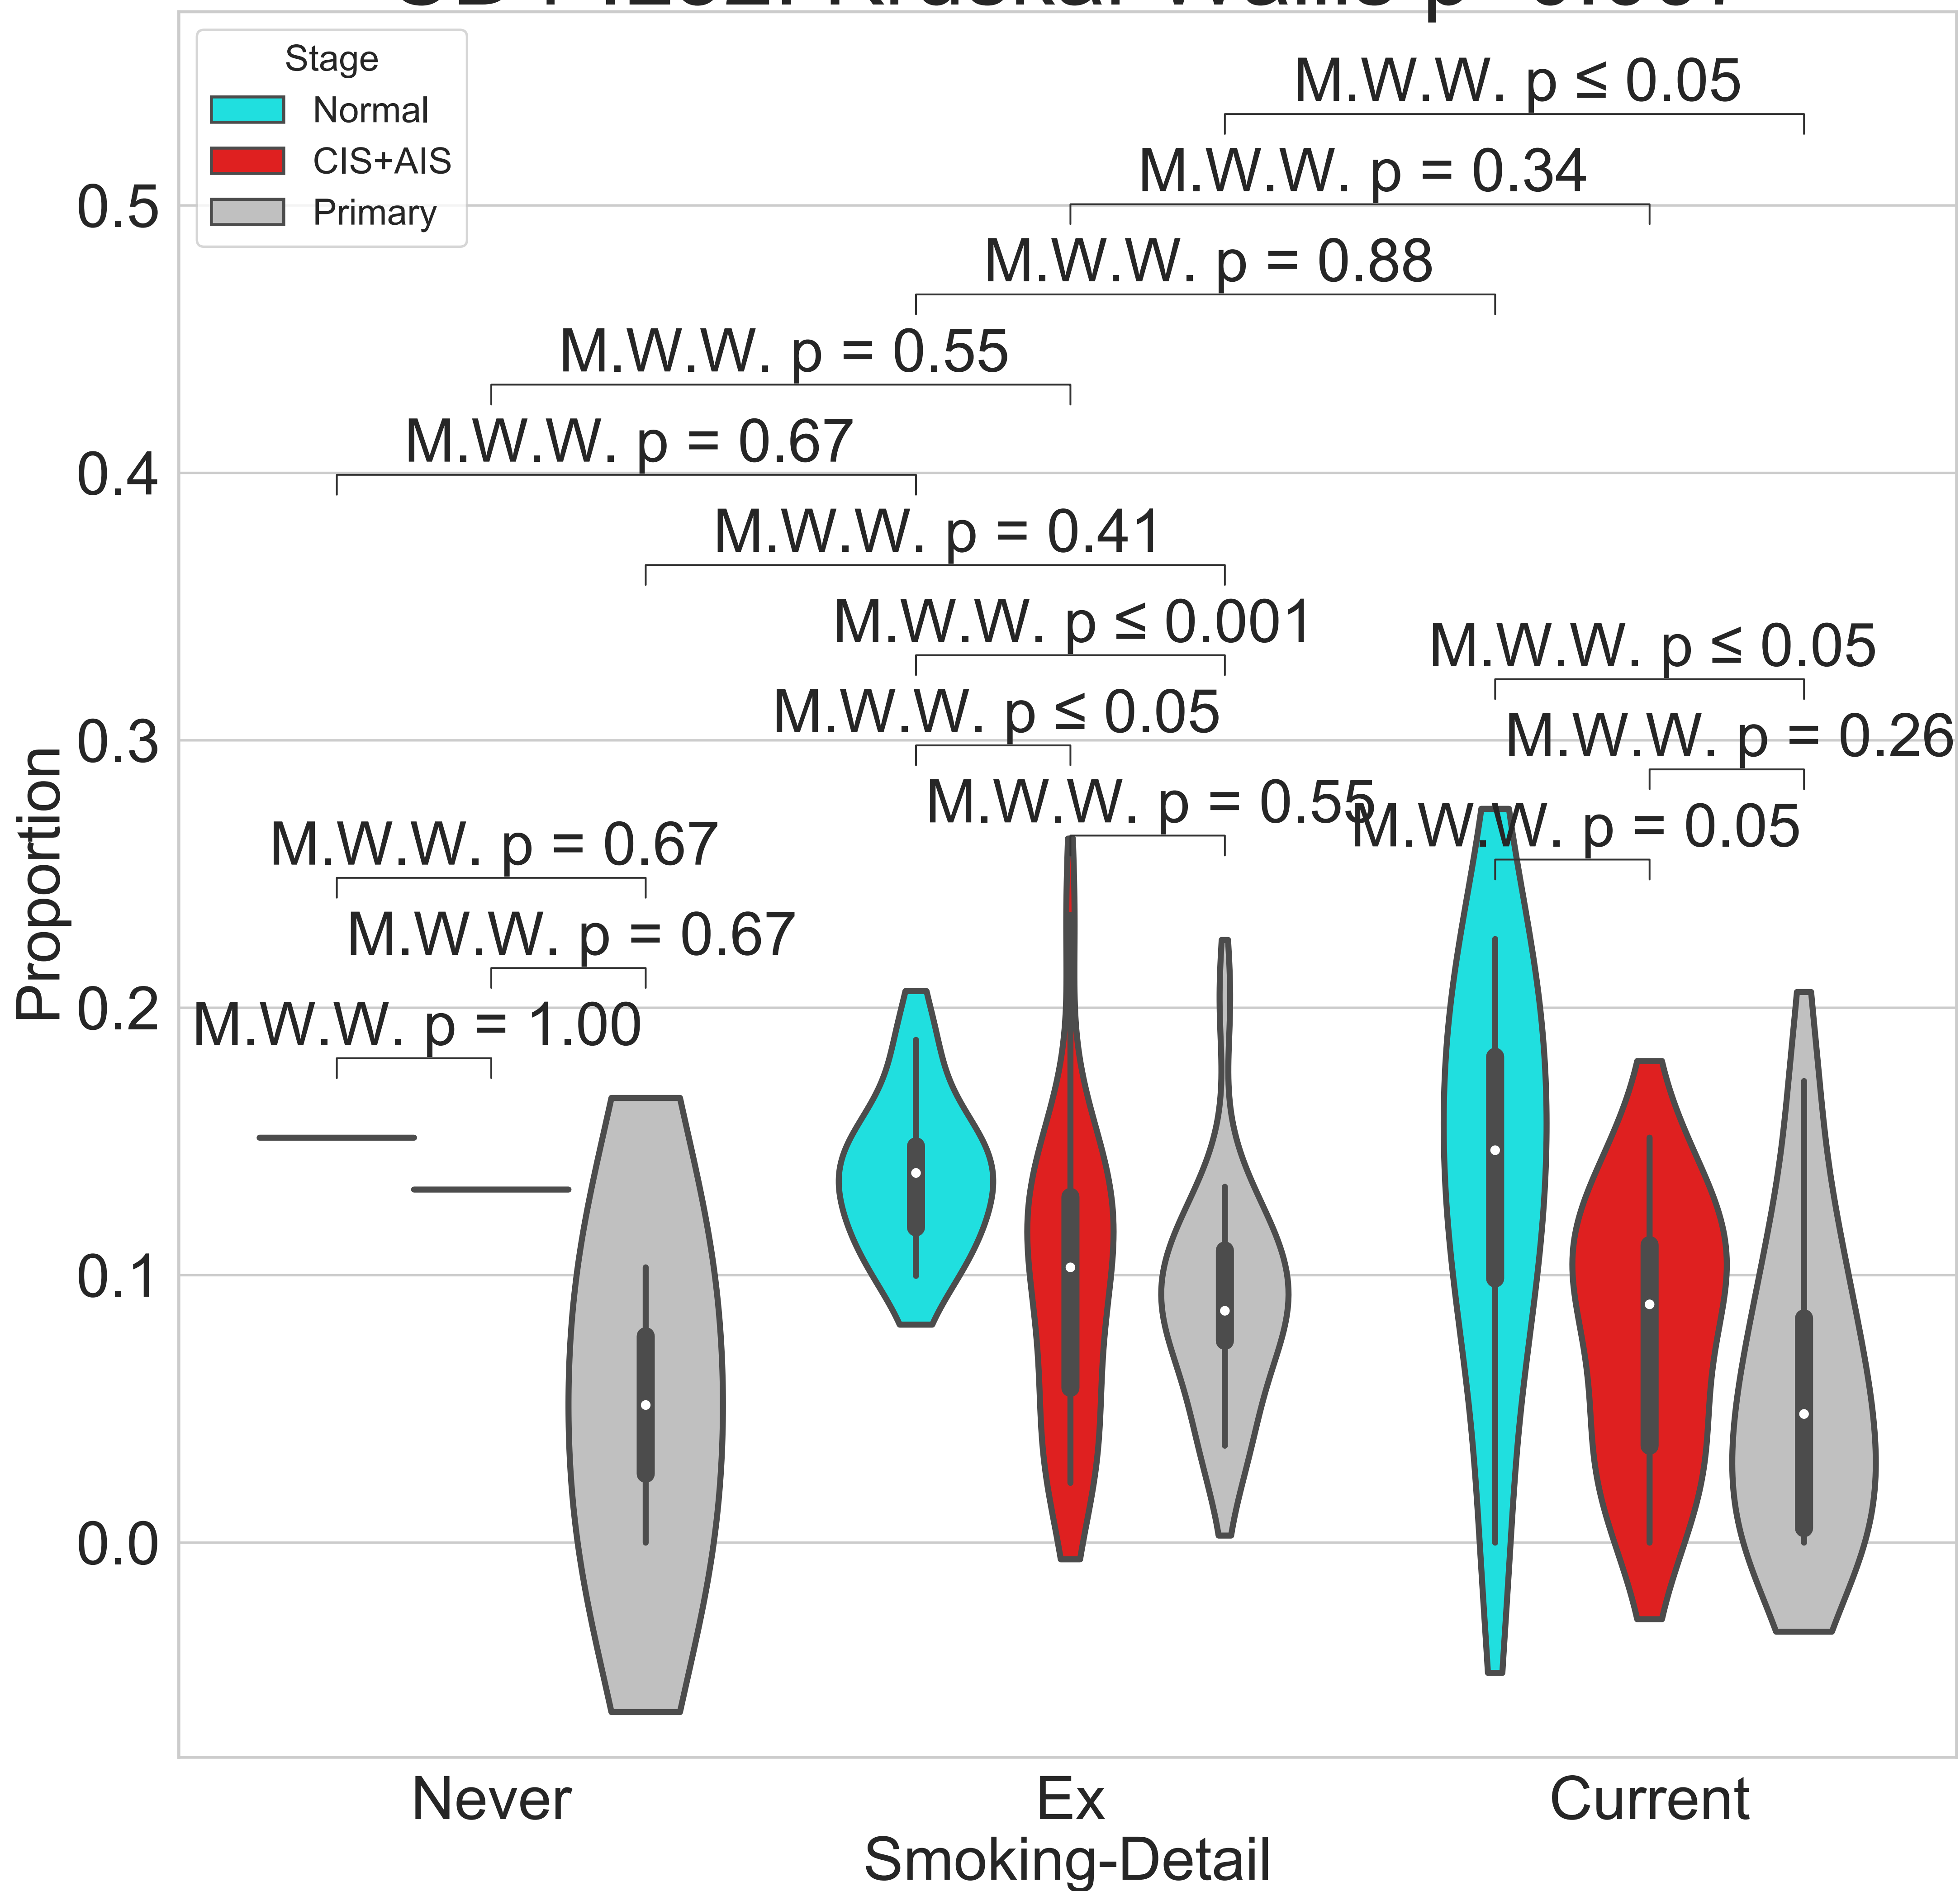 Stage
Normal
CIS+AIS
Primary
M.W.W. p ≤ 0.05
M.W.W. p = 0.34
M.W.W. p = 0.88
M.W.W. p = 0.55
M.W.W. p = 0.67
M.W.W. p = 0.41
M.W.W. p ≤ 0.001
M.W.W. p ≤ 0.05
M.W.W. p ≤ 0.05
M.W.W. p = 0.26
M.W.W. p = 0.55
M.W.W. p = 0.05
M.W.W. p = 0.67
M.W.W. p = 0.67
M.W.W. p = 1.00
0.5
0.4
0.3
0.2
0.1
0.0
Proportion
Never
Ex
Current
Smoking-Detail